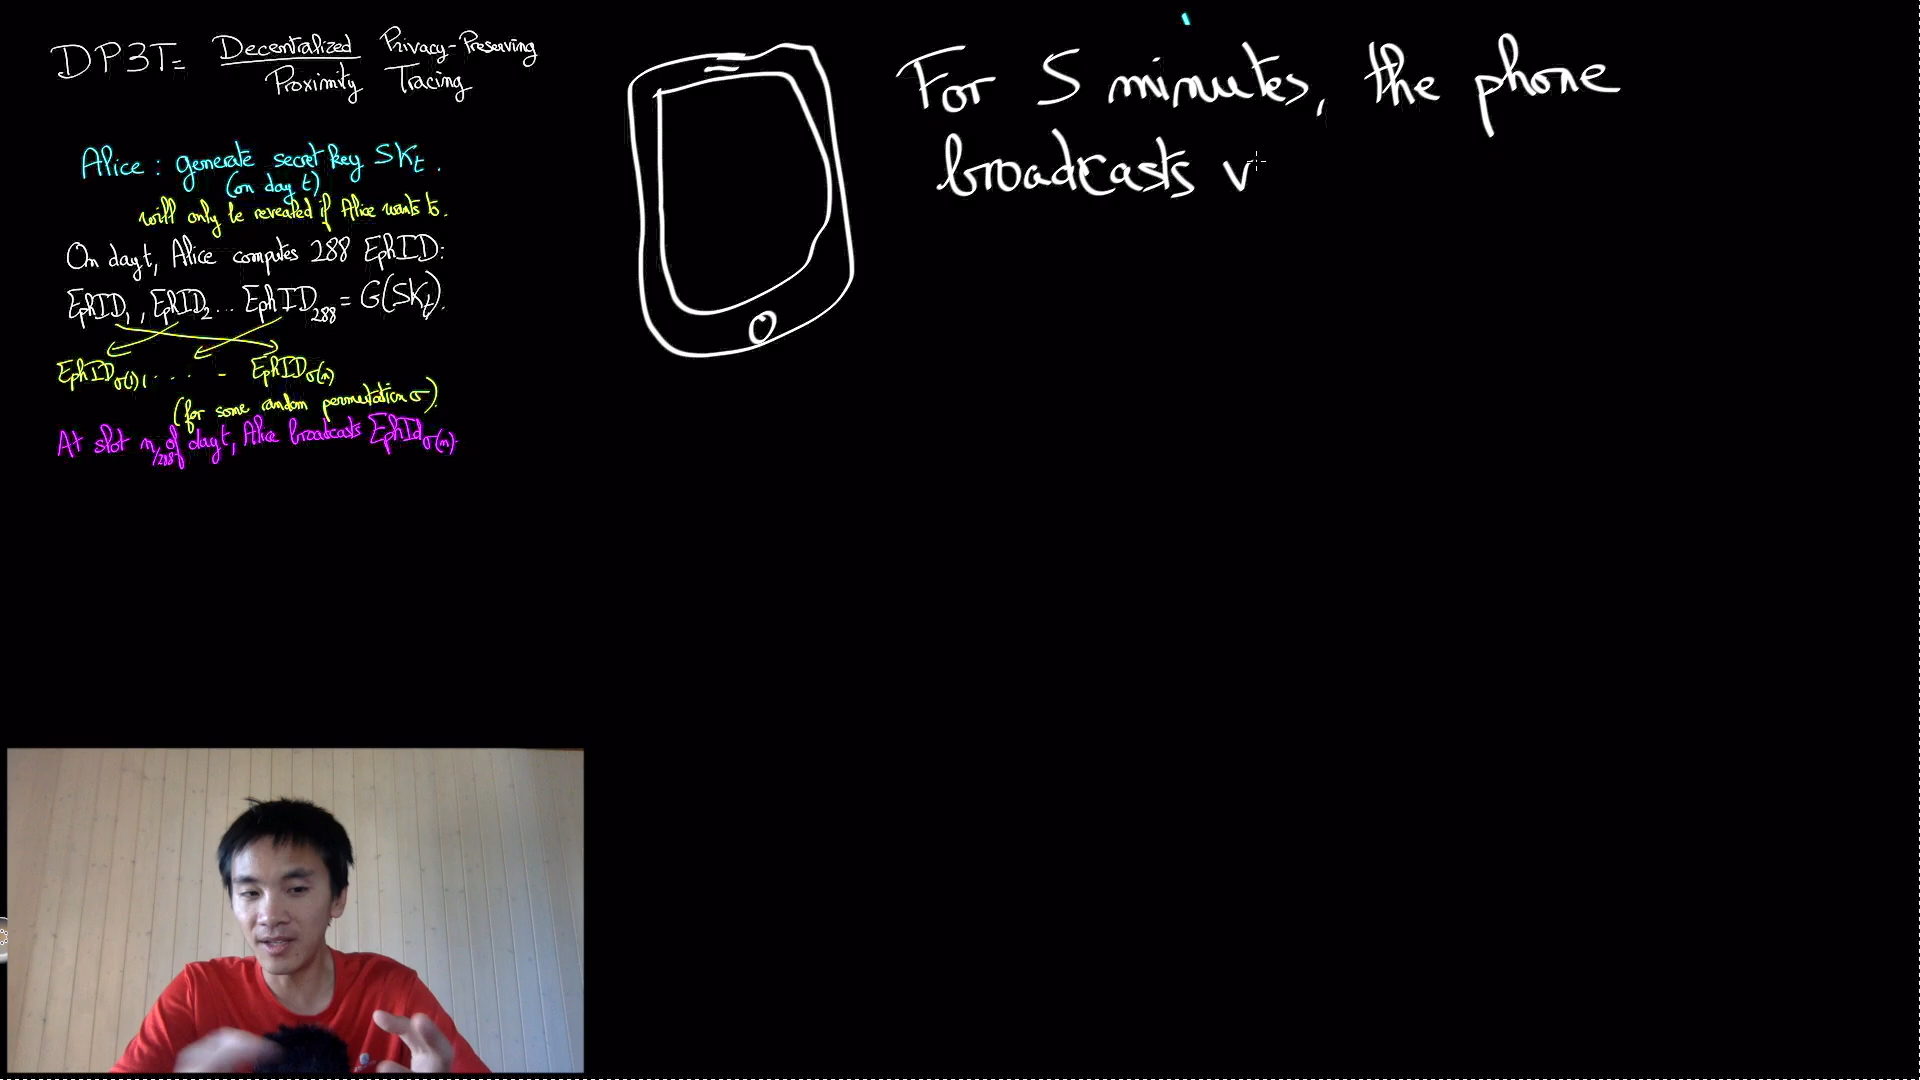 DP3T = Decentralized Privacy-Preserving
Proximity Tracing
Alice : generate secret key SKt .
(on day t)
will only be revealed if Alice wants to.
On day t, Alice computes 288 EphID:
EphID1 , EphID2 ... EphID288 = G(SKt).
EphIDσ(1), . . . - EphIDσ(n)
(for some random permutation σ).
At slot n/288 of day t, Alice broadcasts EphIdσ(n).
For 5 minutes, the phone
broadcasts v